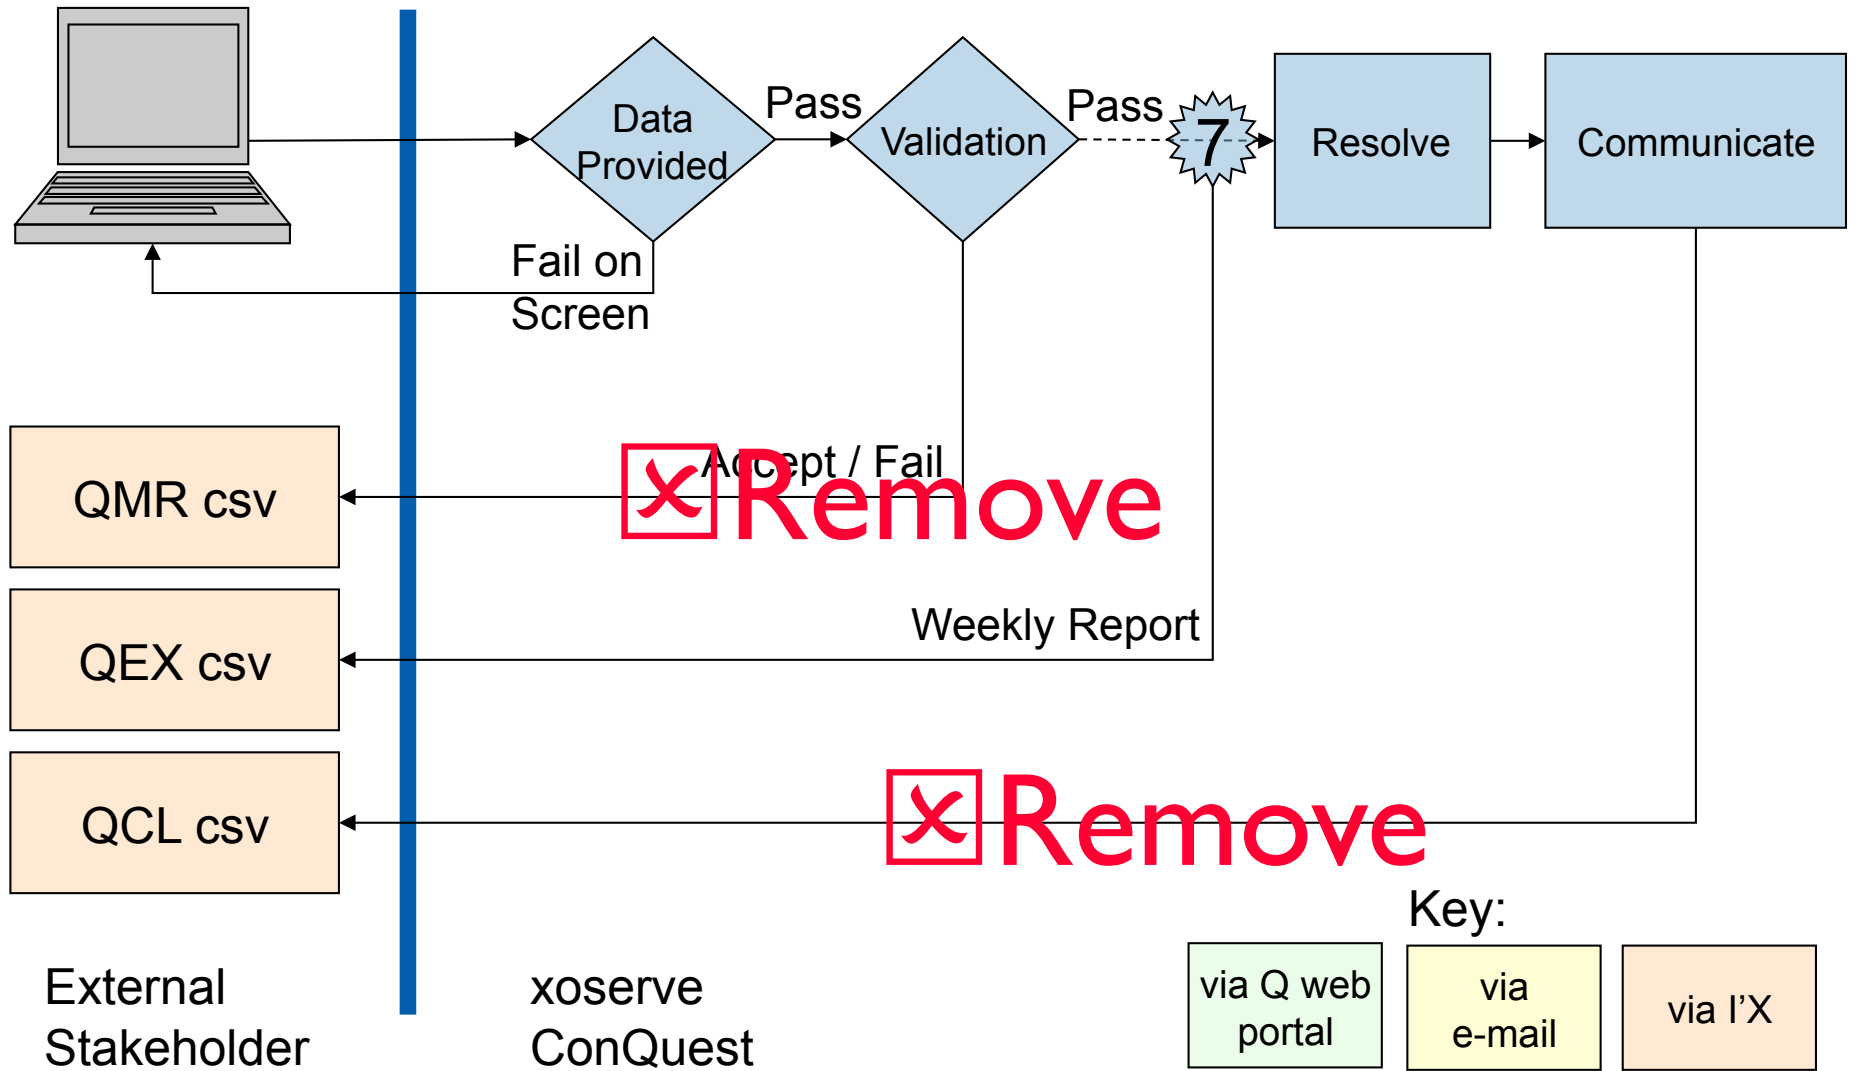 Data
Provided
Pass
Validation
Pass
7
Resolve
Communicate
Fail on
Screen
QMR csv
Accept / Fail
Remove
QEX csv
Weekly Report
QCL csv
Remove
Key:
via Q web
portal
via
e-mail
via I'X
External
Stakeholder
xoserve
ConQuest